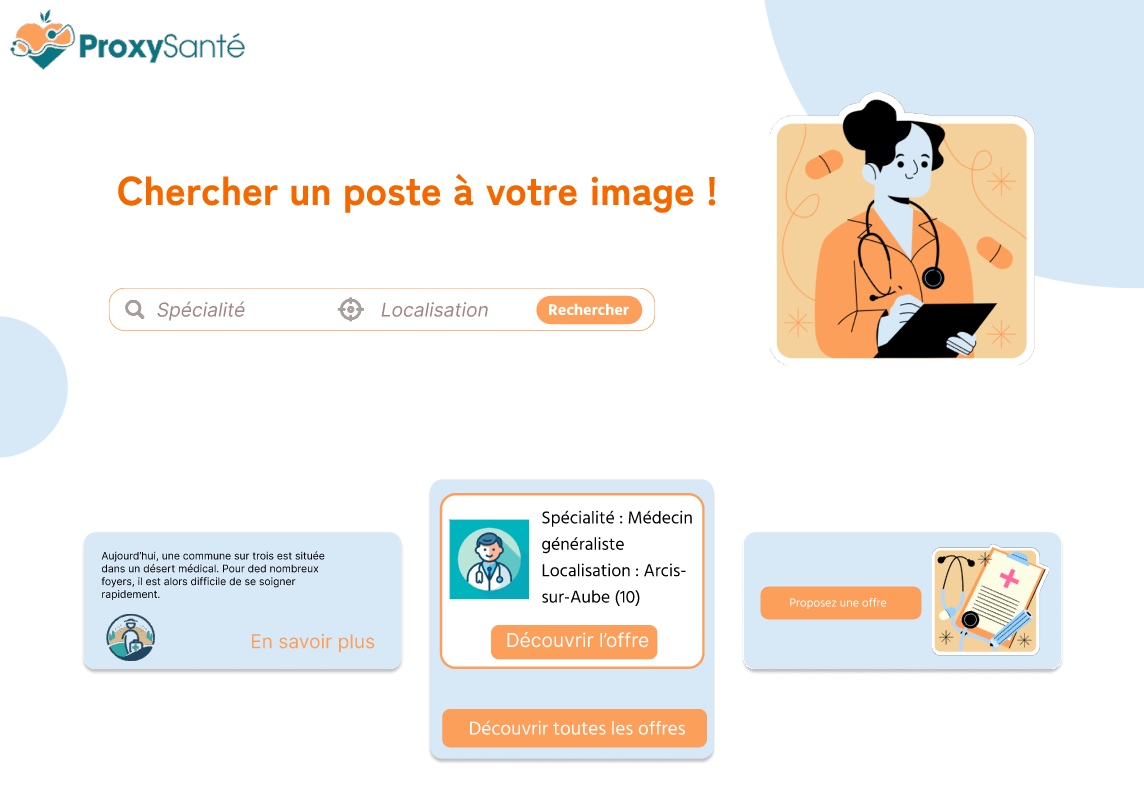 ProxySanté
Chercher un poste à votre image !
Spécialité
Localisation
Rechercher
Aujourd'hui, une commune sur trois est située
dans un désert médical. Pour ded nombreux
foyers, il est alors difficile de se soigner
rapidement.
En savoir plus
Spécialité : Médecin
généraliste
Localisation : Arcis-
sur-Aube (10)
Découvrir l'offre
Découvrir toutes les offres
Proposez une offre